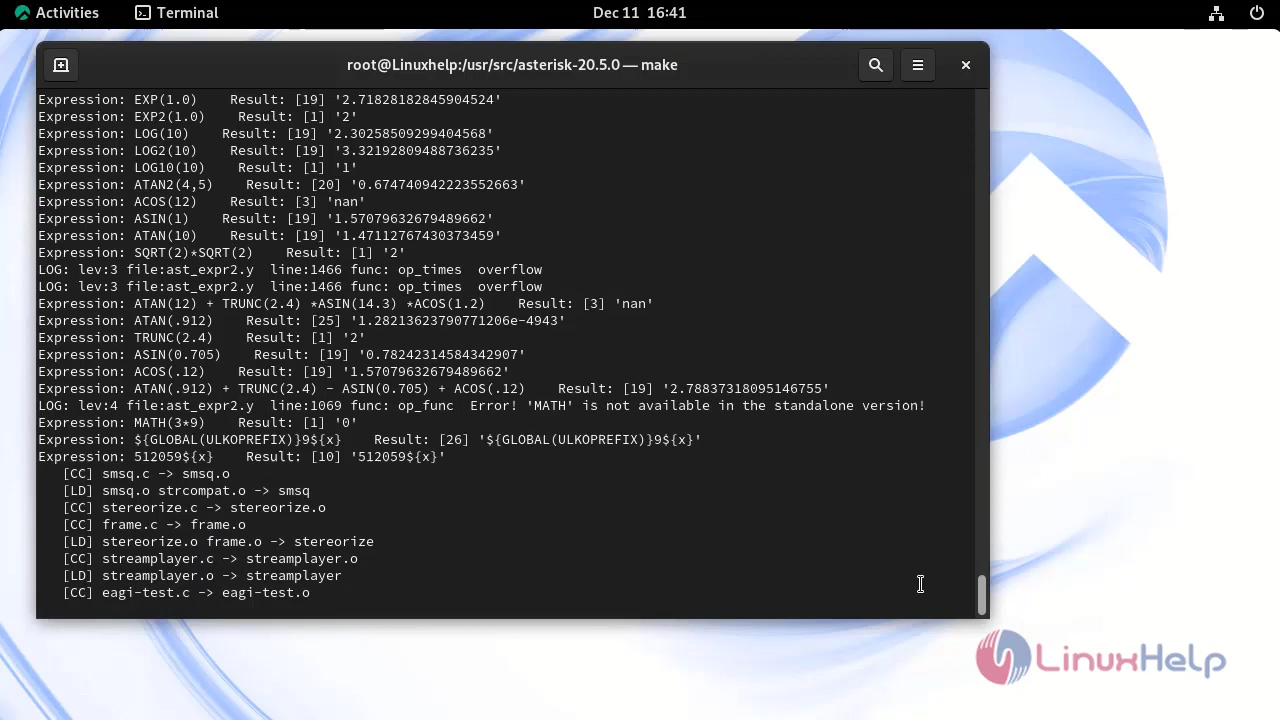 Activities
Terminal
Dec 11 16:41
root@Linuxhelp:/usr/src/asterisk-20.5.0 — make
Expression: EXP(1.0)    Result: [19] '2.71828182845904524'
Expression: EXP2(1.0)    Result: [1] '2'
Expression: LOG(10)    Result: [19] '2.30258509299404568'
Expression: LOG2(10)    Result: [19] '3.32192809488736235'
Expression: LOG10(10)    Result: [1] '1'
Expression: ATAN2(4,5)    Result: [20] '0.674740942223552663'
Expression: ACOS(12)    Result: [3] 'nan'
Expression: ASIN(1)    Result: [19] '1.57079632679489662'
Expression: ATAN(10)    Result: [19] '1.47112767430373459'
Expression: SQRT(2)*SQRT(2)    Result: [1] '2'
LOG: lev:3 file:ast_expr2.y  line:1466 func: op_times  overflow
LOG: lev:3 file:ast_expr2.y  line:1466 func: op_times  overflow
Expression: ATAN(12) + TRUNC(2.4) *ASIN(14.3) *ACOS(1.2)    Result: [3] 'nan'
Expression: ATAN(.912)    Result: [25] '1.28213623790771206e-4943'
Expression: TRUNC(2.4)    Result: [1] '2'
Expression: ASIN(0.705)    Result: [19] '0.78242314584342907'
Expression: ACOS(.12)    Result: [19] '1.57079632679489662'
Expression: ATAN(.912) + TRUNC(2.4) - ASIN(0.705) + ACOS(.12)    Result: [19] '2.78837318095146755'
LOG: lev:4 file:ast_expr2.y  line:1069 func: op_func  Error! 'MATH' is not available in the standalone version!
Expression: MATH(3*9)    Result: [1] '0'
Expression: ${GLOBAL(ULKOPREFIX)}9${x}    Result: [26] '${GLOBAL(ULKOPREFIX)}9${x}'
Expression: 512059${x}    Result: [10] '512059${x}'
[CC] smsq.c -> smsq.o
[LD] smsq.o strcompat.o -> smsq
[CC] stereorize.c -> stereorize.o
[CC] frame.c -> frame.o
[LD] stereorize.o frame.o -> stereorize
[CC] streamplayer.c -> streamplayer.o
[LD] streamplayer.o -> streamplayer
[CC] eagi-test.c -> eagi-test.o
LinuxHelp